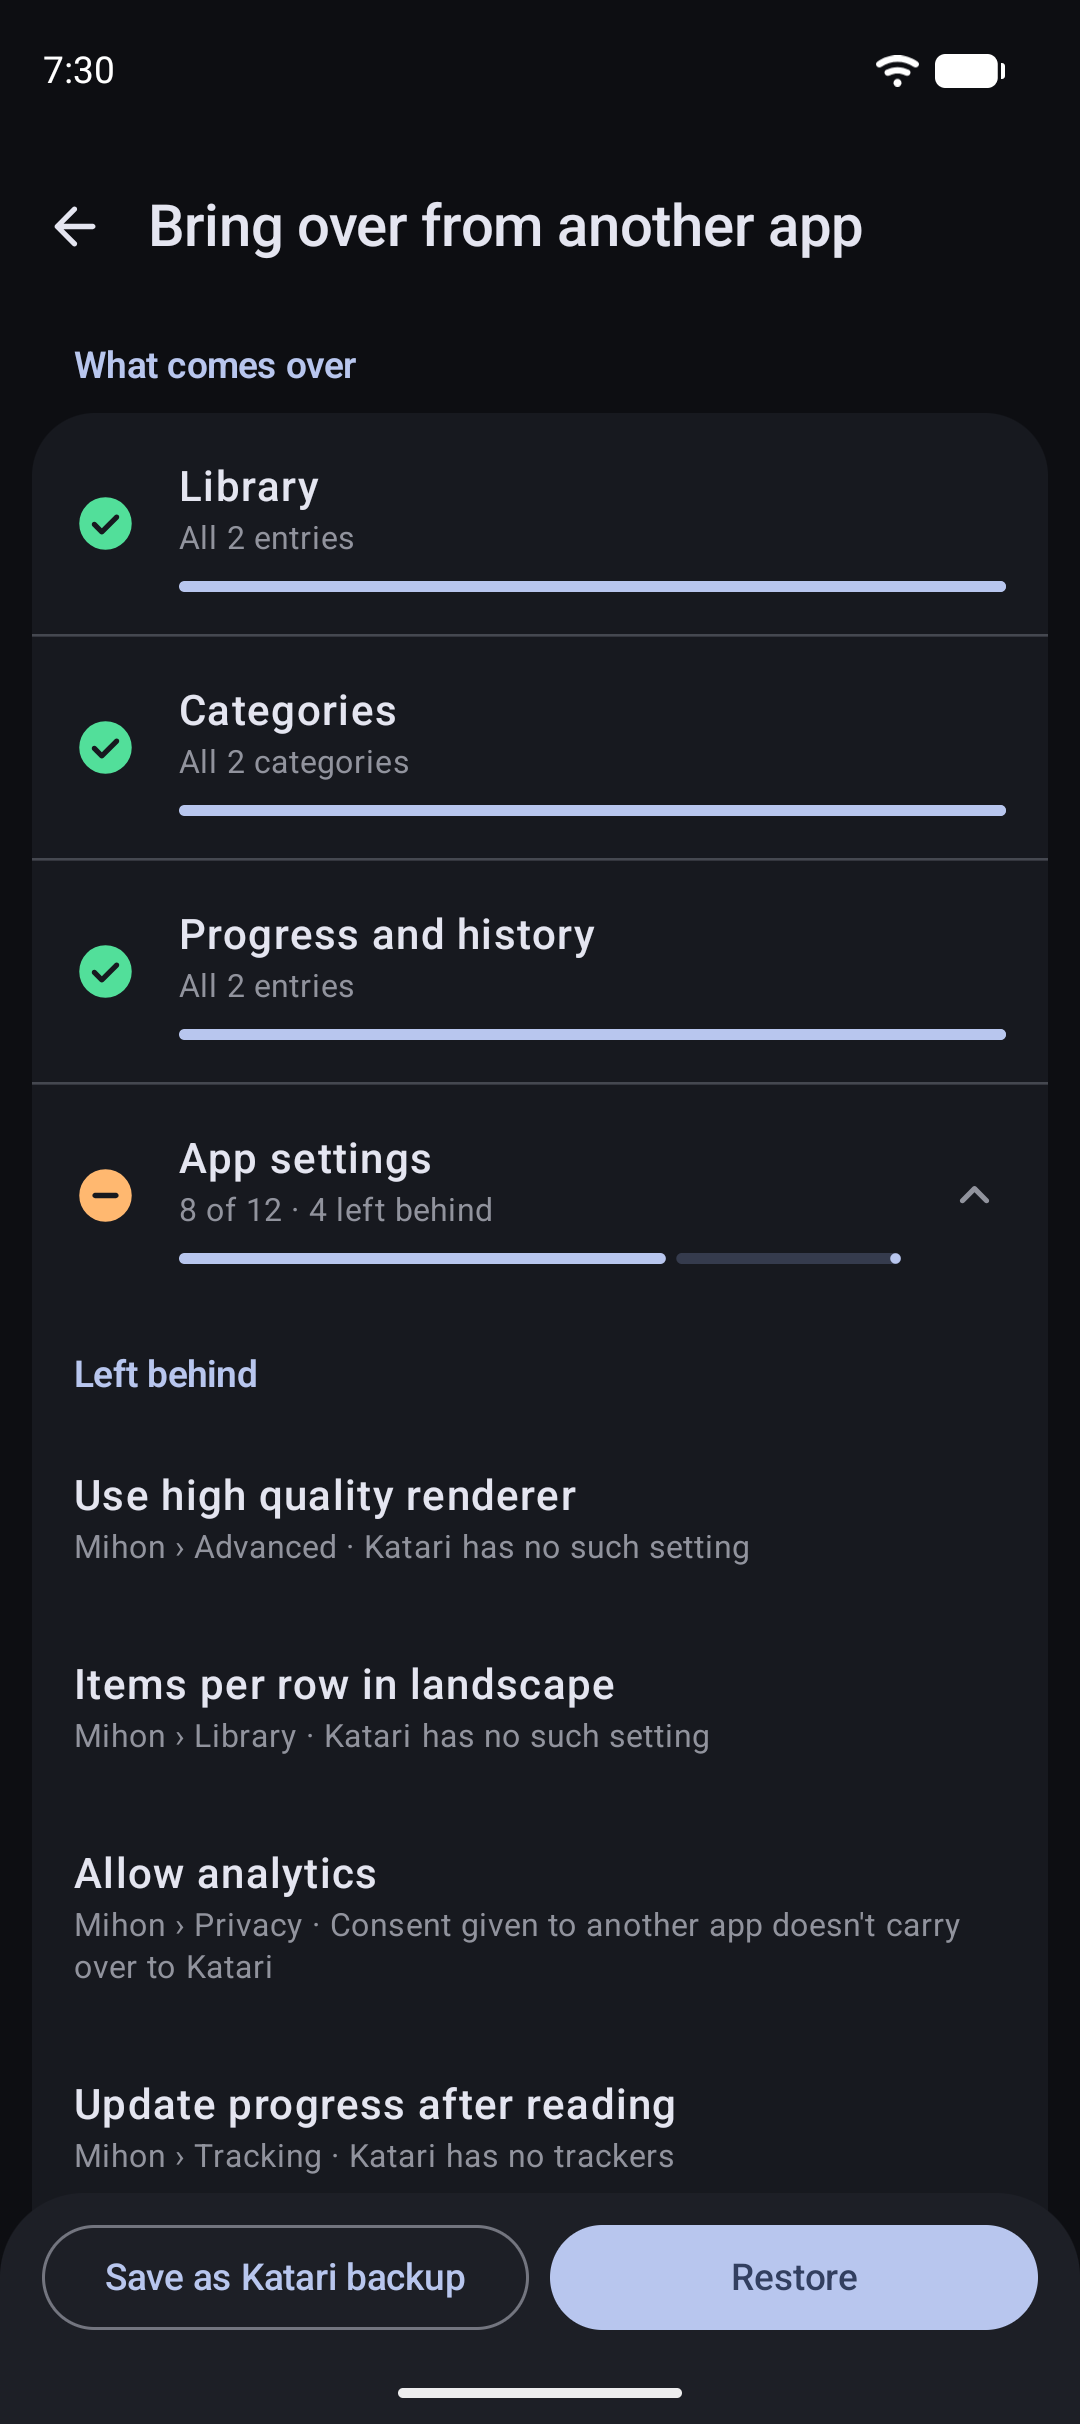 7:30
Bring over from another app
What comes over
Library
All 2 entries
Categories
All 2 categories
Progress and history
All 2 entries
App settings
8 of 12 · 4 left behind
Left behind
Use high quality renderer
Mihon › Advanced · Katari has no such setting
Items per row in landscape
Mihon › Library · Katari has no such setting
Allow analytics
Mihon › Privacy · Consent given to another app doesn't carry
over to Katari
Update progress after reading
Mihon › Tracking · Katari has no trackers
Save as Katari backup
Restore